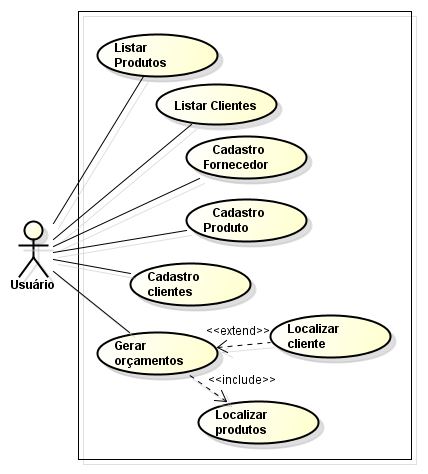 Listar
Produtos
Listar Clientes
Cadastro
Fornecedor
Cadastro
Produto
Usuário
Cadastro
clientes
<<extend>>
Localizar
cliente
Gerar
orçamentos
<<include>>
Localizar
produtos